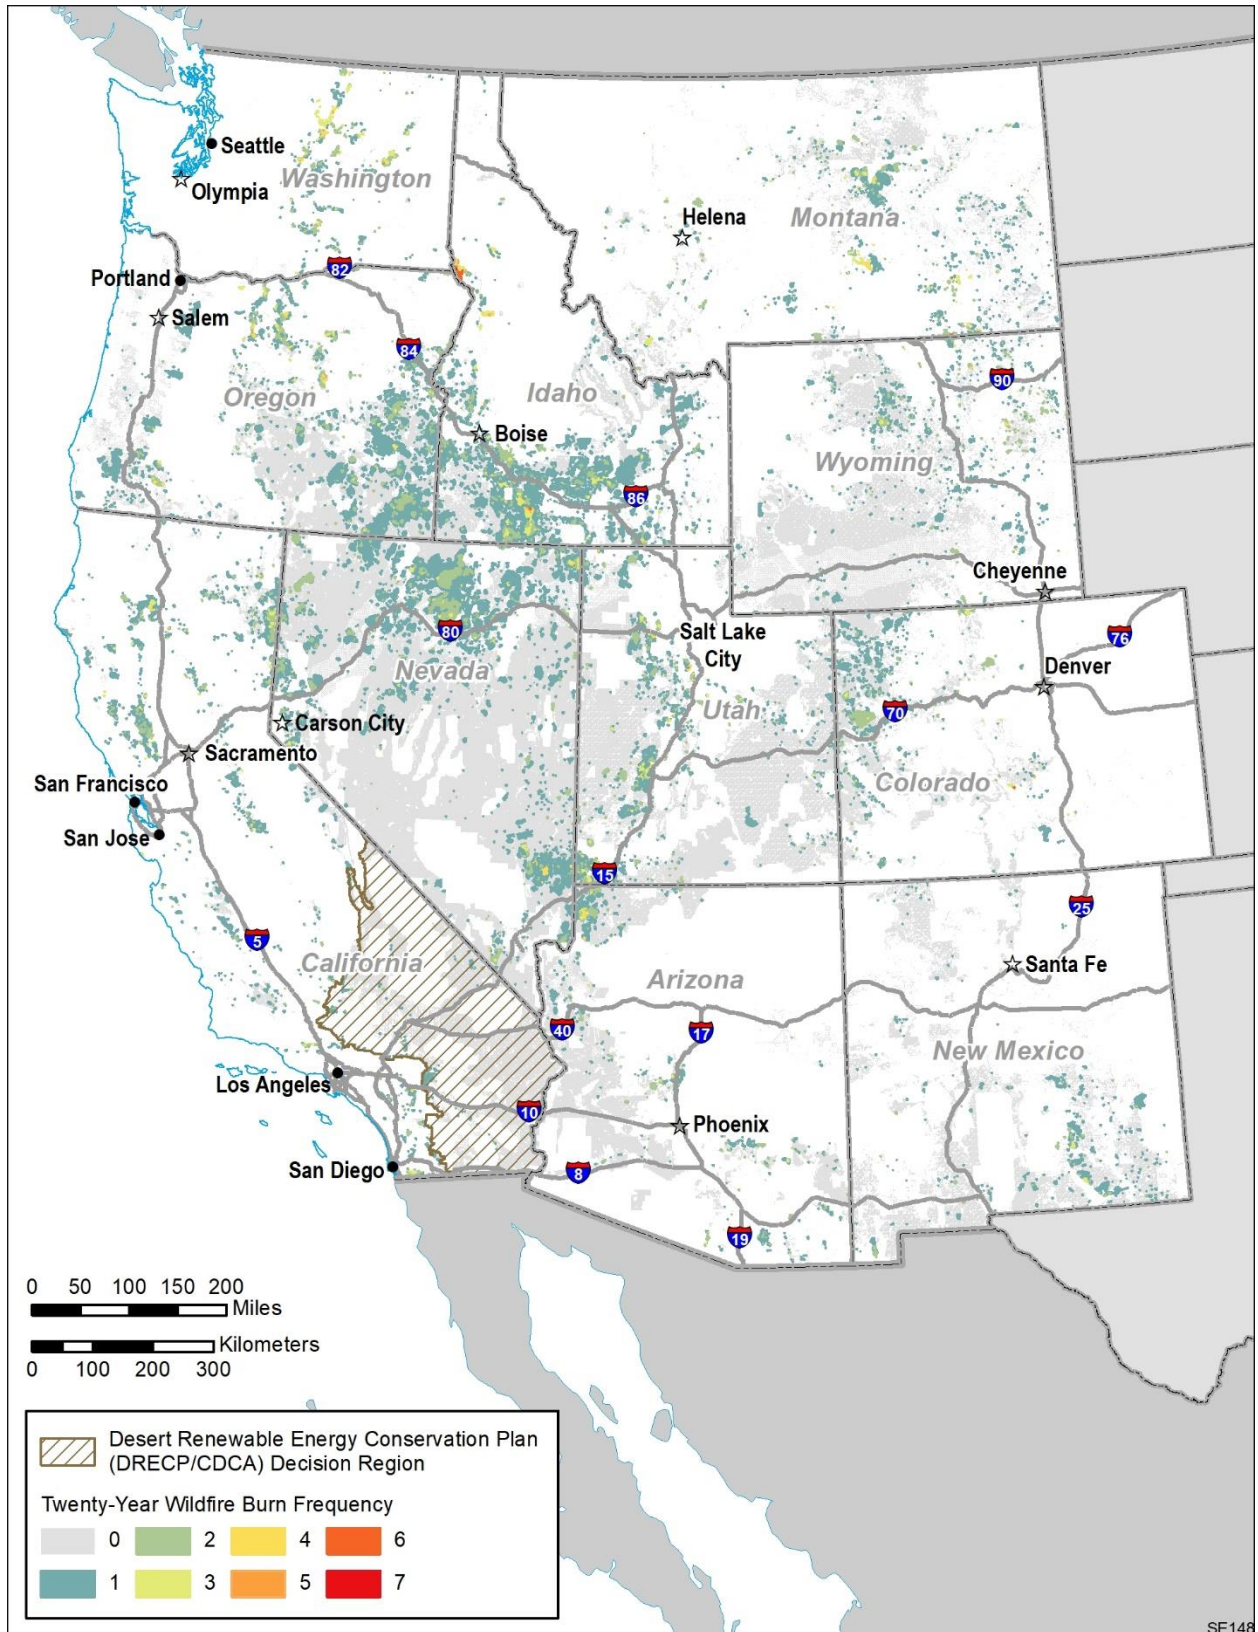 Seattle
Olympia
Washington
Helena
Montana
82
Portland
Salem
84
90
Oregon
Idaho
Boise
Wyoming
86
Cheyenne
80
Salt Lake
City
76
Nevada
Denver
Utah
70
Carson City
Sacramento
Colorado
San Francisco
San Jose
15
25
5
California
Santa Fe
Arizona
40
17
New Mexico
Los Angeles
10
Phoenix
San Diego
8
19
0 50 100 150 200
Miles
Kilometers
0 100 200 300
Desert Renewable Energy Conservation Plan
(DRECP/CDCA) Decision Region
Twenty-Year Wildfire Burn Frequency
0 2 4 6
1 3 5 7
SE148